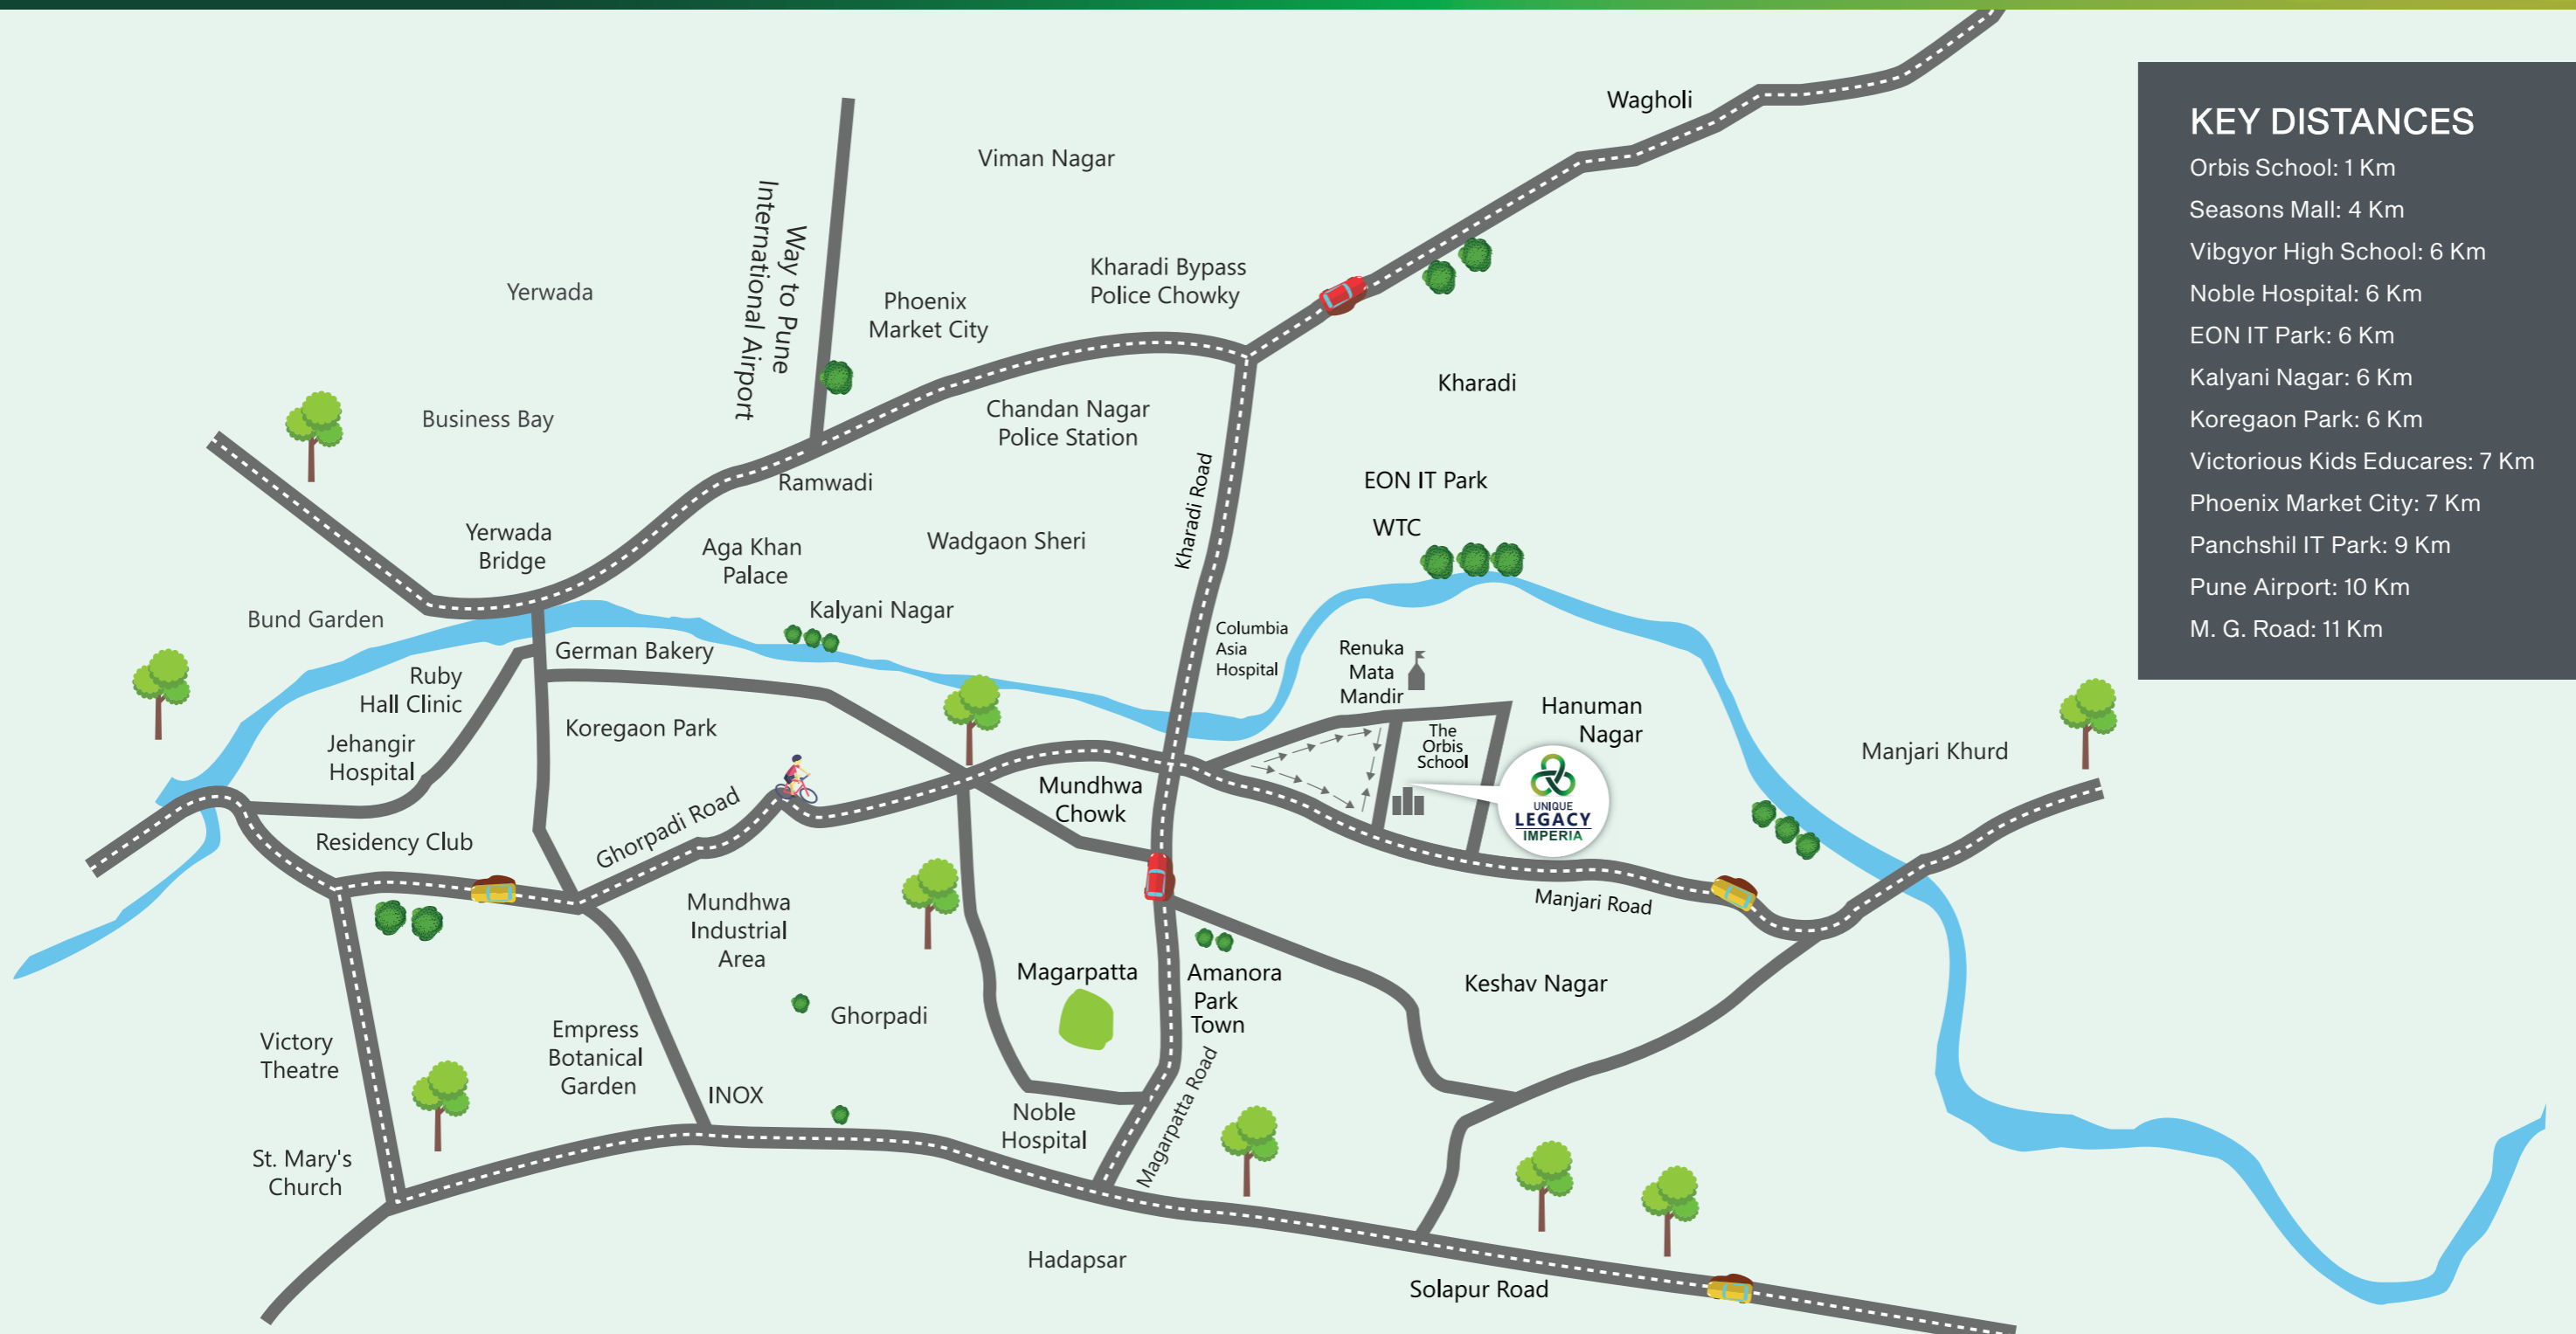 Wagholi
Viman Nagar
Way to Pune
International Airport
Yerwada
Kharadi Bypass
Police Chowky
Phoenix
Market City
Business Bay
Kharadi
Chandan Nagar
Police Station
Ramwadi
EON IT Park
WTC
Kharadi Road
Yerwada
Bridge
Aga Khan
Palace
Wadgaon Sheri
Bund Garden
Kalyani Nagar
German Bakery
Columbia
Asia
Hospital
Renuka
Mata
Mandir
Ruby
Hall Clinic
Koregaon Park
Jehangir
Hospital
The
Orbis
School
Hanuman
Nagar
Manjari Khurd
UNIQUE
LEGACY
IMPERIA
Mundhwa
Chowk
Ghorpadi Road
Residency Club
Manjari Road
Mundhwa
Industrial
Area
Magarpatta
Amanora
Park
Town
Keshav Nagar
Ghorpadi
Victory
Theatre
Empress
Botanical
Garden
INOX
Noble
Hospital
Magarpatta Road
St. Mary's
Church
Hadapsar
Solapur Road
KEY DISTANCES
Orbis School: 1 Km
Seasons Mall: 4 Km
Vibgyor High School: 6 Km
Noble Hospital: 6 Km
EON IT Park: 6 Km
Kalyani Nagar: 6 Km
Koregaon Park: 6 Km
Victorious Kids Educares: 7 Km
Phoenix Market City: 7 Km
Panchshil IT Park: 9 Km
Pune Airport: 10 Km
M. G. Road: 11 Km